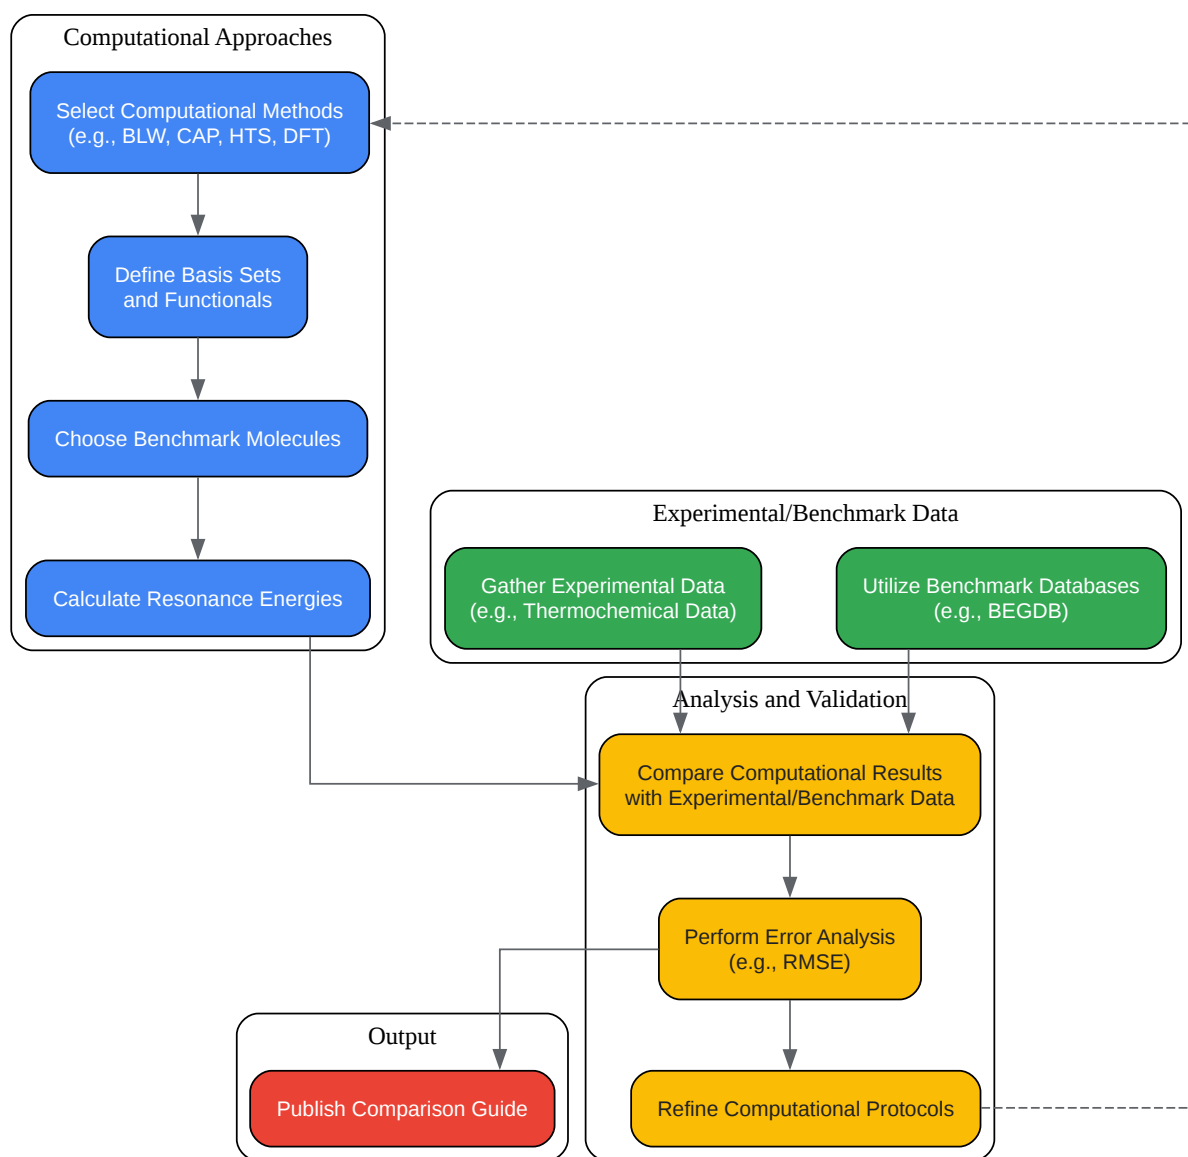 Computational Approaches
Select Computational Methods
(e.g., BLW, CAP, HTS, DFT)
Define Basis Sets
and Functionals
Choose Benchmark Molecules
Calculate Resonance Energies
Experimental/Benchmark Data
Gather Experimental Data
(e.g., Thermochemical Data)
Utilize Benchmark Databases
(e.g., BEGDB)
Analysis and Validation
Compare Computational Results
with Experimental/Benchmark Data
Perform Error Analysis
(e.g., RMSE)
Refine Computational Protocols
Output
Publish Comparison Guide